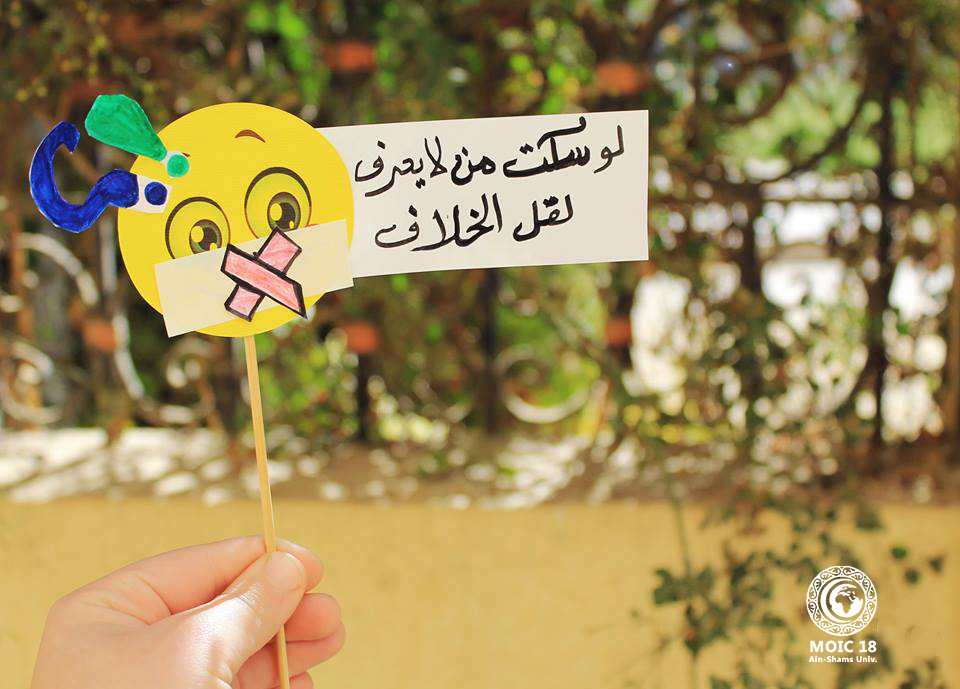 لو سكت من لا يعرف
لقل الخلاف
؟!
MOIC 18
Ain-Shams Univ.